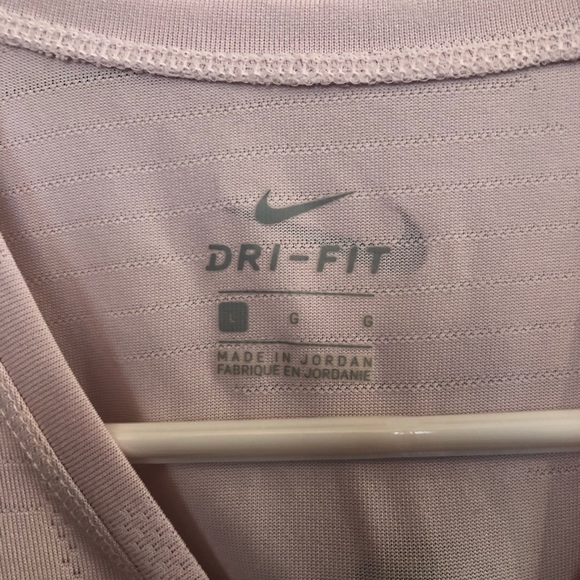 DRI-FIT
L G G
MADE IN JORDAN
FABRIQUE EN JORDANIE